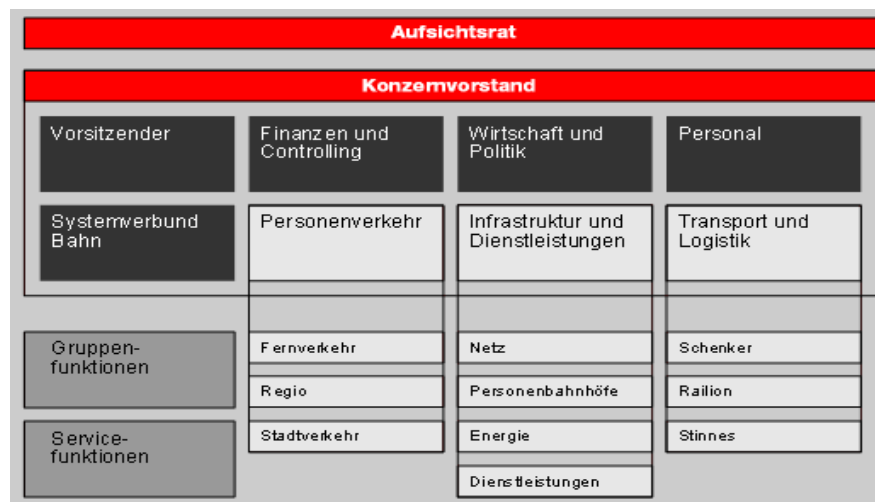 Aufsichtsrat
Konzernvorstand
Vorsitzender
Finanzen und
Controlling
Wirtschaft und
Politik
Personal
Systemverbund
Bahn
Personenverkehr
Infrastruktur und
Dienstleistungen
Transport und
Logistik
Gruppen-
funktionen
Fernverkehr
Netz
Schenker
Regio
Personenbahnhöfe
Railion
Service-
funktionen
Stadtverkehr
Energie
Stinnes
Dienstleistungen